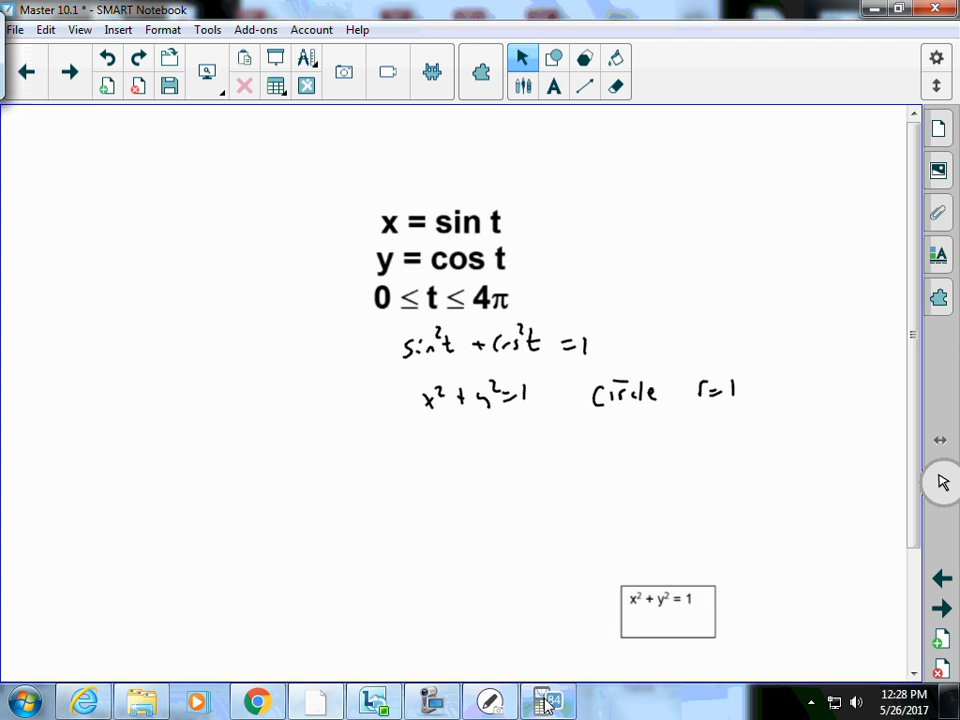 Master 10.1 * - SMART Notebook
File Edit View Insert Format Tools Add-ons Account Help
x = sin t
y = cos t
0 ≤ t ≤ 4π
sin²t + cos²t = 1
x² + y² = 1 Circle r = 1
x² + y² = 1
84
12:28 PM
5/26/2017